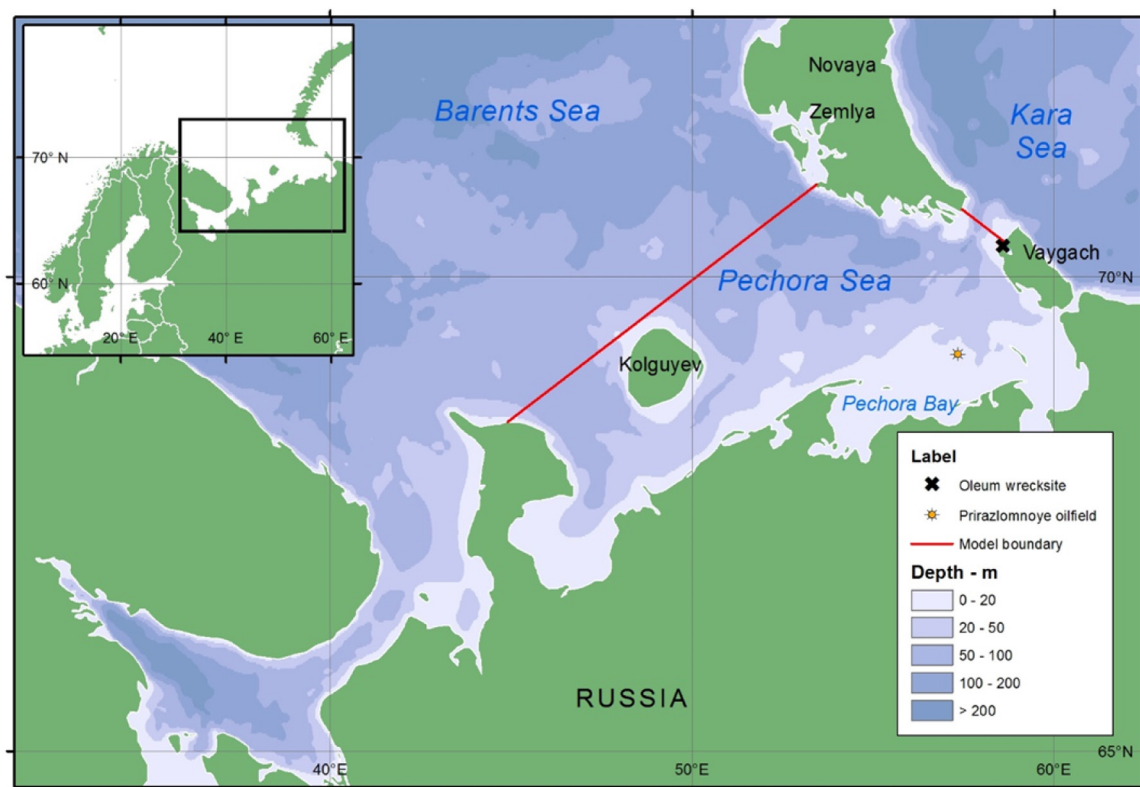 70° N
60° N
20° E
40° E
60° E
Barents Sea
Novaya
Zemlya
Kara
Sea
Vaygach
Pechora Sea
70° N
Kolguyev
Pechora Bay
Label
Oleum wrecksite
Prirazlomnoye oilfield
Model boundary
Depth - m
0 - 20
20 - 50
50 - 100
100 - 200
> 200
RUSSIA
65° N
40° E
50° E
60° E